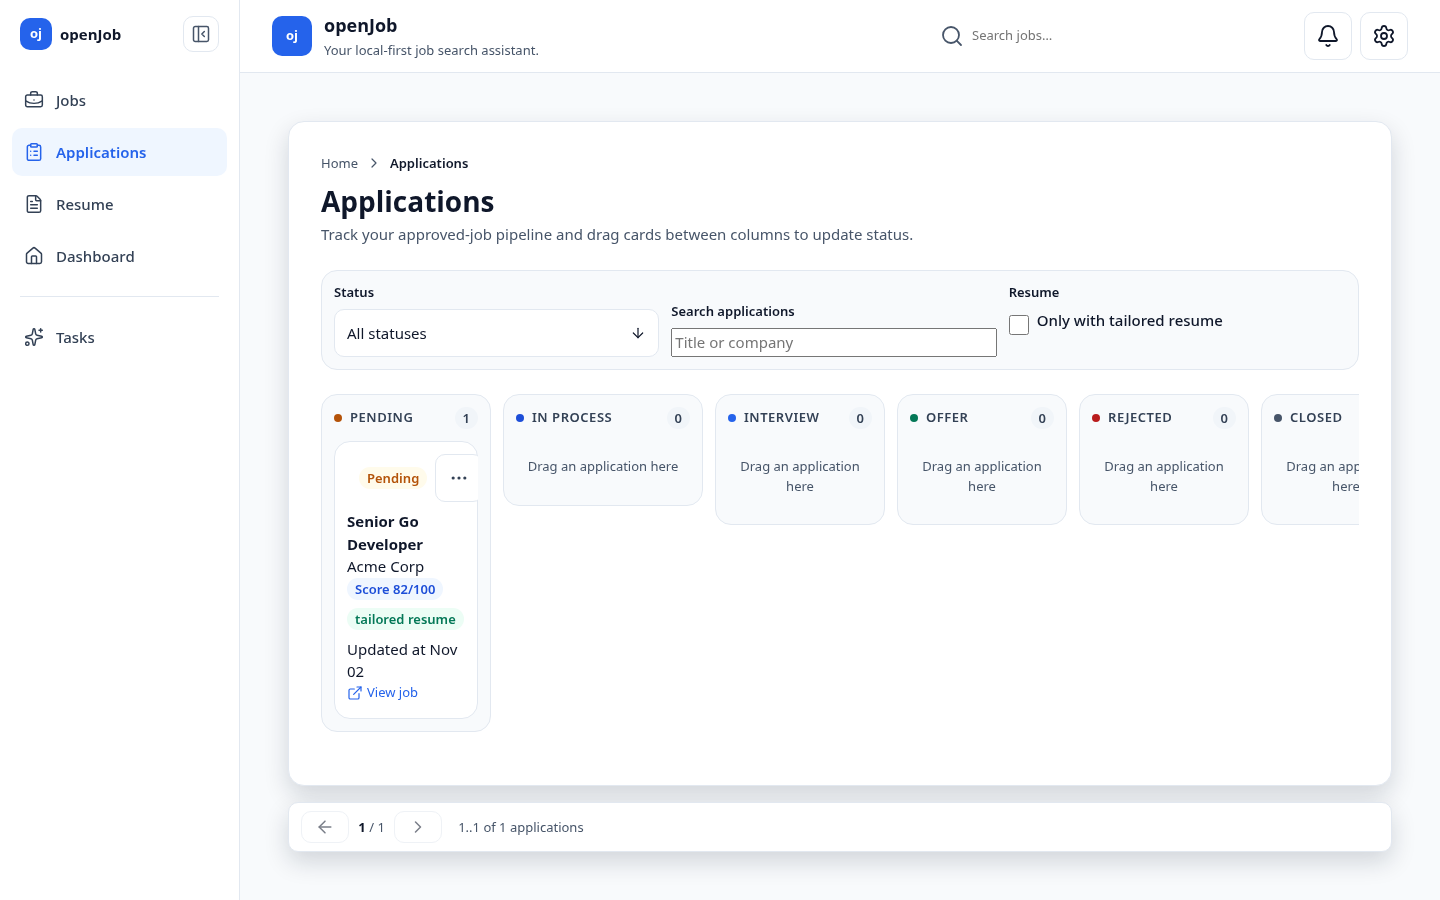 oj openJob
Jobs
Applications
Resume
Dashboard
Tasks
oj
openJob
Your local-first job search assistant.
Search jobs...
Home > Applications
Applications
Track your approved-job pipeline and drag cards between columns to update status.
Status
All statuses
Search applications
Title or company
Resume
Only with tailored resume
PENDING 1
Pending
Senior Go
Developer
Acme Corp
Score 82/100
tailored resume
Updated at Nov
02
View job
IN PROCESS 0
Drag an application here
INTERVIEW 0
Drag an application
here
OFFER 0
Drag an application
here
REJECTED 0
Drag an application
here
CLOSED
Drag an app
here
1 / 1
1..1 of 1 applications